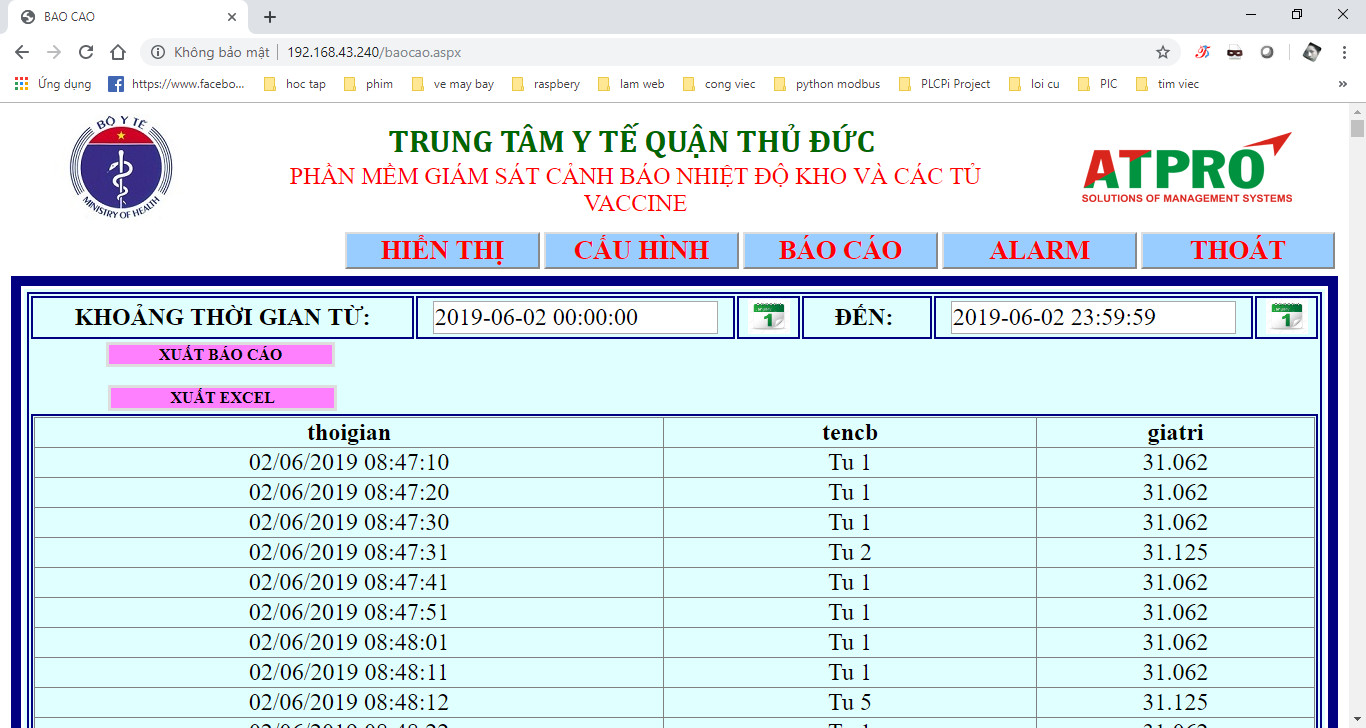 BAO CAO
Không bảo mật 192.168.43.240/baocao.aspx
Ứng dụng https://www.facebo... hoc tap phim ve may bay raspbery lam web cong viec python modbus PLCPi Project loi cu PIC tim viec »
BỘ Y TẾ
MINISTRY OF HEALTH
TRUNG TÂM Y TẾ QUẬN THỦ ĐỨC
PHẦN MỀM GIÁM SÁT CẢNH BÁO NHIỆT ĐỘ KHO VÀ CÁC TỦ
VACCINE
ATPRO
SOLUTIONS OF MANAGEMENT SYSTEMS
HIỂN THỊ CẤU HÌNH BÁO CÁO ALARM THOÁT
KHOẢNG THỜI GIAN TỪ: 2019-06-02 00:00:00 1 ĐẾN: 2019-06-02 23:59:59 1
XUẤT BÁO CÁO
XUẤT EXCEL
thoigian tencb giatri
02/06/2019 08:47:10 Tu 1 31.062
02/06/2019 08:47:20 Tu 1 31.062
02/06/2019 08:47:30 Tu 1 31.062
02/06/2019 08:47:31 Tu 2 31.125
02/06/2019 08:47:41 Tu 1 31.062
02/06/2019 08:47:51 Tu 1 31.062
02/06/2019 08:48:01 Tu 1 31.062
02/06/2019 08:48:11 Tu 1 31.062
02/06/2019 08:48:12 Tu 5 31.125